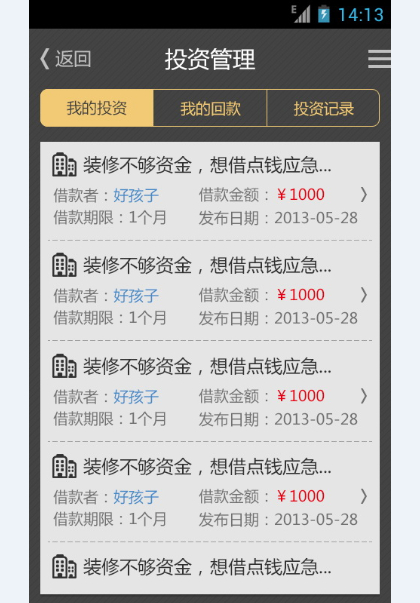 E 14:13
返回 投资管理
我的投资 我的回款 投资记录
装修不够资金，想借点钱应急...
借款者：好孩子 借款金额：¥1000
借款期限：1个月 发布日期：2013-05-28
装修不够资金，想借点钱应急...
借款者：好孩子 借款金额：¥1000
借款期限：1个月 发布日期：2013-05-28
装修不够资金，想借点钱应急...
借款者：好孩子 借款金额：¥1000
借款期限：1个月 发布日期：2013-05-28
装修不够资金，想借点钱应急...
借款者：好孩子 借款金额：¥1000
借款期限：1个月 发布日期：2013-05-28
装修不够资金，想借点钱应急...